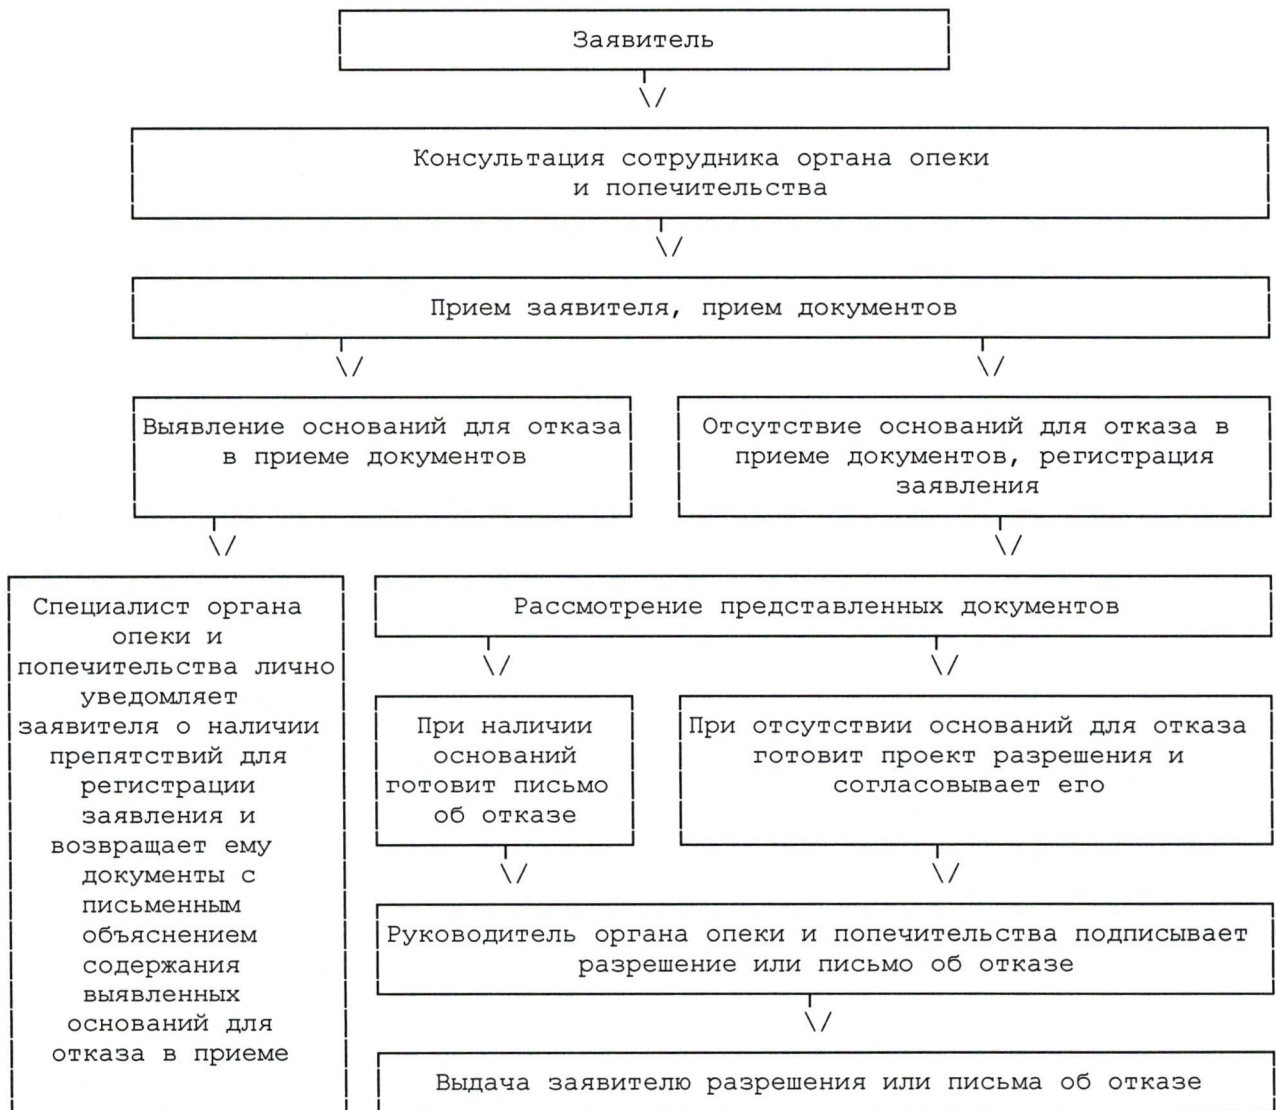 Заявитель
Консультация сотрудника органа опеки
и попечительства
Прием заявителя, прием документов
Выявление оснований для отказа
в приеме документов
Отсутствие оснований для отказа в
приеме документов, регистрация
заявления
Специалист органа
опеки и
попечительства лично
уведомляет
заявителя о наличии
препятствий для
регистрации
заявления и
возвращает ему
документы с
письменным
объяснением
содержания
выявленных
оснований для
отказа в приеме
Рассмотрение представленных документов
При наличии
оснований
готовит письмо
об отказе
При отсутствии оснований для отказа
готовит проект разрешения и
согласовывает его
Руководитель органа опеки и попечительства подписывает
разрешение или письмо об отказе
Выдача заявителю разрешения или письма об отказе